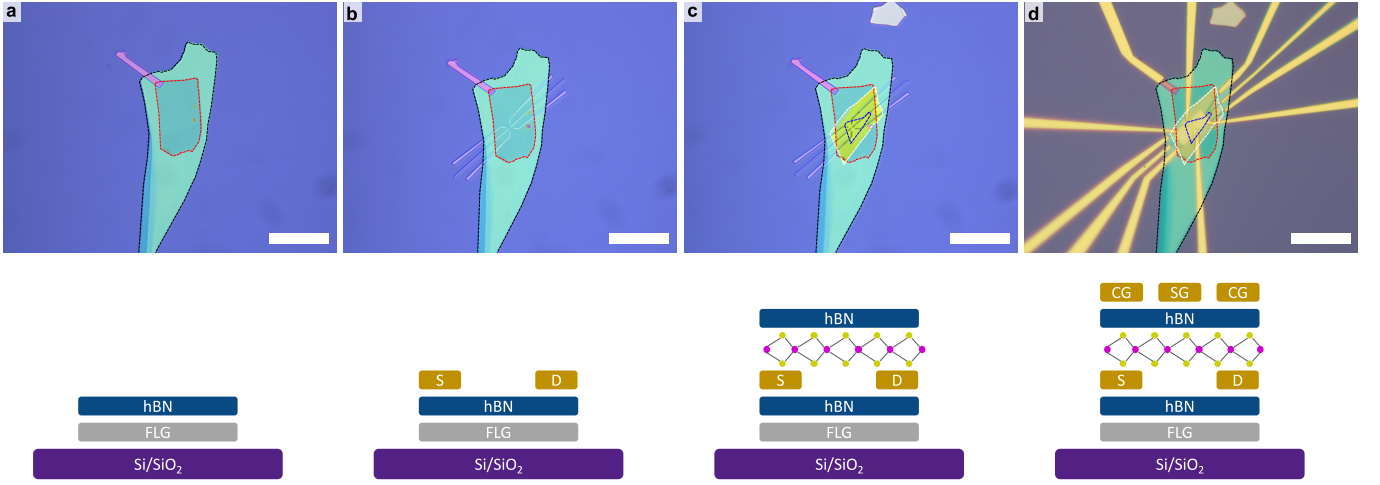 a
b
c
d
hBN
FLG
Si/SiO₂
S D
hBN
FLG
Si/SiO₂
hBN
S D
hBN
FLG
Si/SiO₂
CG SG CG
hBN
S D
hBN
FLG
Si/SiO₂